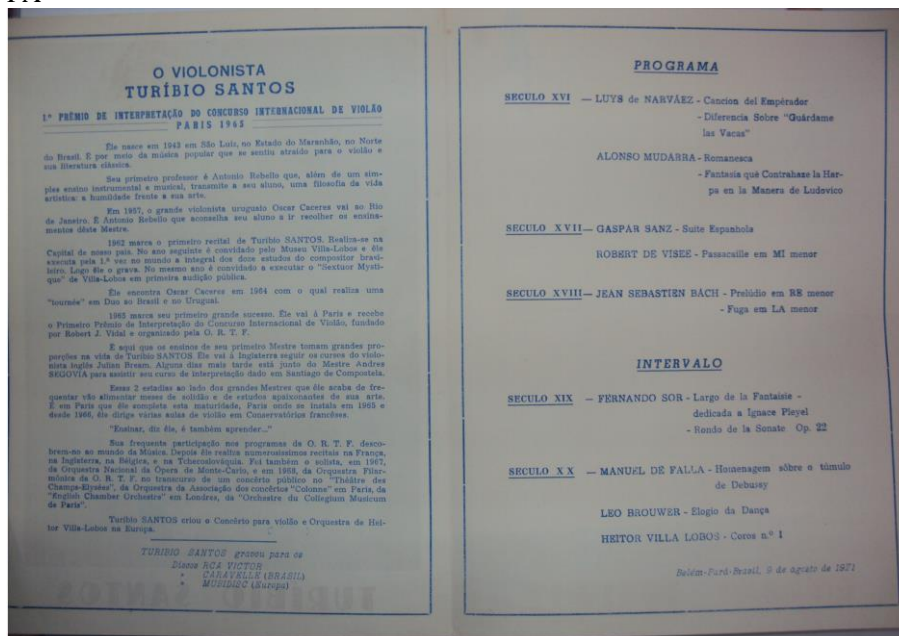 O VIOLONISTA
TURÍBIO SANTOS
1º PRÊMIO DE INTERPRETAÇÃO DO CONCURSO INTERNACIONAL DE VIOLÃO
PARIS 1965
Êle nasce em 1943 em São Luiz, no Estado do Maranhão, no Norte
do Brasil. É por meio da música popular que se sentiu atraído para o violão e
sua literatura clássica.
Seu primeiro professor é Antonio Rebello que, além de um sim-
ples ensino instrumental e musical, transmite a seu aluno, uma filosofia da vida
artística: a humildade frente a sua arte.
Em 1957, o grande violonista uruguaio Oscar Caceres vai ao Rio
de Janeiro. É Antonio Rebello que aconselha seu aluno a ir recolher os ensina-
mentos dêste Mestre.
1962 marca o primeiro recital de Turibio SANTOS. Realiza-se na
Capital de nosso país. No ano seguinte é convidado pelo Museu Villa-Lobos e êle
executa pela 1.ª vez no mundo a integral dos doze estudos do compositor brasi-
leiro. Logo êle o grava. No mesmo ano é convidado a executar o "Sextuor Mysti-
que" de Villa-Lobos em primeira audição pública.
Êle encontra Oscar Caceres em 1964 com o qual realiza uma
"tournée" em Duo ao Brasil e no Uruguai.
1965 marca seu primeiro grande sucesso. Êle vai à Paris e recebe
o Primeiro Prêmio de Interpretação do Concurso Internacional de Violão, fundado
por Robert J. Vidal e organizado pela O. R. T. F.
É aqui que os ensinos de seu primeiro Mestre tomam grandes pro-
porções na vida de Turibio SANTOS. Êle vai à Inglaterra seguir os cursos do violo-
nista inglês Julian Bream. Alguns dias mais tarde está junto do Mestre Andres
SEGOVIA para assistir seu curso de interpretação dado em Santiago de Compostela.
Essas 2 estadias ao lado dos grandes Mestres que êle acaba de fre-
quentar vão alimentar meses de solidão e de estudos apaixonantes de sua arte.
É em Paris que êle completa esta maturidade, Paris onde se instala em 1965 e
desde 1966, êle dirige várias aulas de violão em Conservatórios francêses.
"Ensinar, diz êle, é também aprender..."
Sua frequente participação nos programas da O. R. T. F. desco-
brem-no ao mundo da Música. Depois êle realiza numerosíssimos recitais na França,
na Inglaterra, na Bélgica, e na Tchecoslováquia. Foi também o solista, em 1967,
da Orquestra Nacional da Ópera de Monte-Carlo, e em 1968, da Orquestra Filar-
mônica da O. R. T. F. no transcurso de um concêrto público no "Théâtre des
Champs-Elysées", da Orquestra da Associação dos concêrtos "Colonne" em Paris, da
"English Chamber Orchestre" em Londres, da "Orchestre du Collegium Musicum
de Paris".
Turibio SANTOS criou o Concêrto para violão e Orquestra de Hei-
tor Villa-Lobos na Europa.
TURIBIO SANTOS gravou para os
Discos RCA VICTOR
" CARAVELLE (BRASIL)
" MUSIDISC (Europa)
PROGRAMA
SECULO XVI — LUYS de NARVÁEZ - Cancion del Empérador
- Diferencia Sobre "Guárdame
las Vacas"
ALONSO MUDARRA - Romanesca
- Fantasia qué Contrahaze la Har-
pa en la Manera de Ludovico
SECULO XVII — GASPAR SANZ - Suite Espanhola
ROBERT DE VISEE - Passacaille em MI menor
SECULO XVIII — JEAN SEBASTIEN BÁCH - Prelúdio em RÉ menor
- Fuga em LA menor
INTERVALO
SECULO XIX — FERNANDO SOR - Largo de la Fantaisie -
dedicada a Ignace Pleyel
- Rondo de la Sonate Op. 22
SECULO XX — MANUEL DE FALLA - Homenagem sôbre o túmulo
de Debussy
LEO BROUWER - Elogio da Dança
HEITOR VILLA LOBOS - Coros n.º 1
Belém-Pará-Brasil, 9 de agosto de 1971